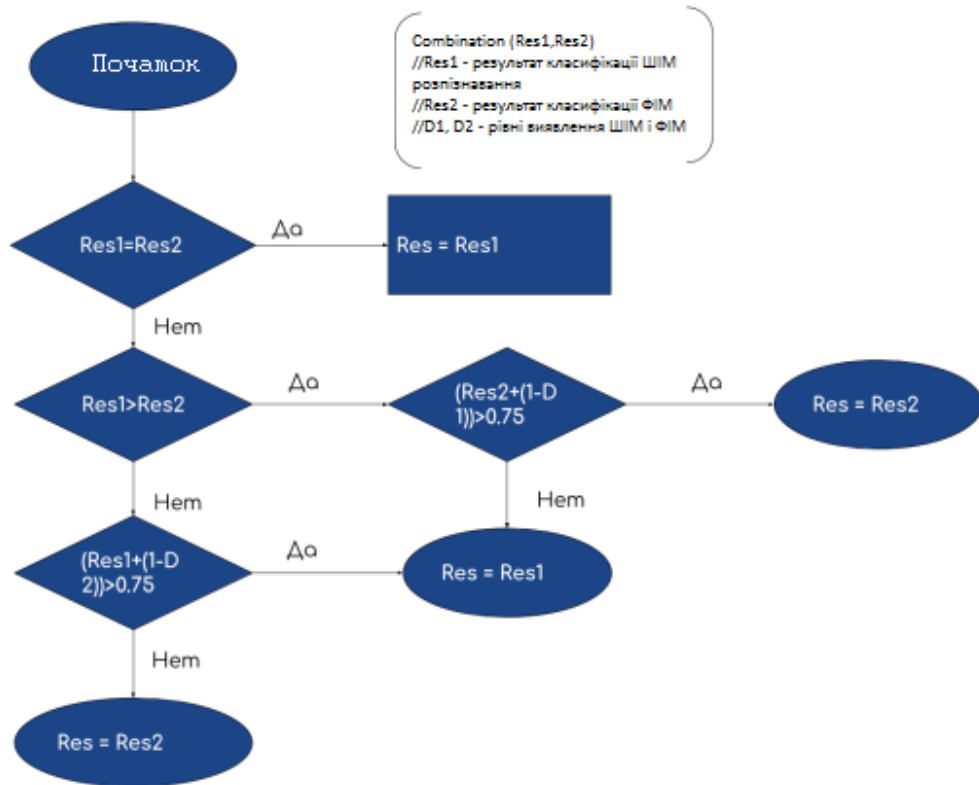 Початок
Combination (Res1,Res2)
//Res1 - результат класифікації ШІМ
розпізнавання
//Res2 - результат класифікації ФІМ
//D1, D2 - рівні виявлення ШІМ і ФІМ
Res1=Res2
Да
Res = Res1
Нет
Res1>Res2
Да
(Res2+(1-D
1))>0.75
Да
Res = Res2
Нет
Нет
(Res1+(1-D
2))>0.75
Да
Res = Res1
Нет
Res = Res2